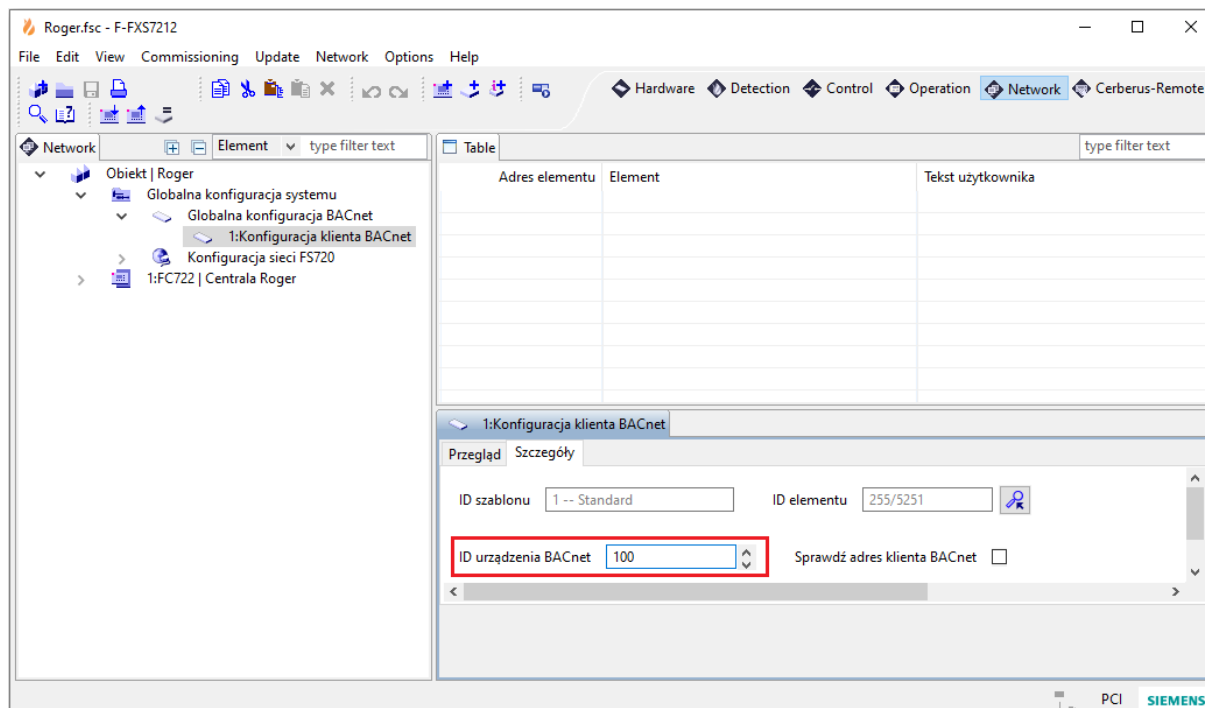 Roger.fsc - F-FXS7212
File Edit View Commissioning Update Network Options Help
Hardware Detection Control Operation Network Cerberus-Remote
Network Element type filter text
Obiekt | Roger
Globalna konfiguracja systemu
Globalna konfiguracja BACnet
1:Konfiguracja klienta BACnet
Konfiguracja sieci FS720
1:FC722 | Centrala Roger
Table type filter text
Adres elementu Element Tekst użytkownika
1:Konfiguracja klienta BACnet
Przegląd Szczegóły
ID szablonu 1 -- Standard ID elementu 255/5251
ID urządzenia BACnet 100 Sprawdź adres klienta BACnet
PCI SIEMENS